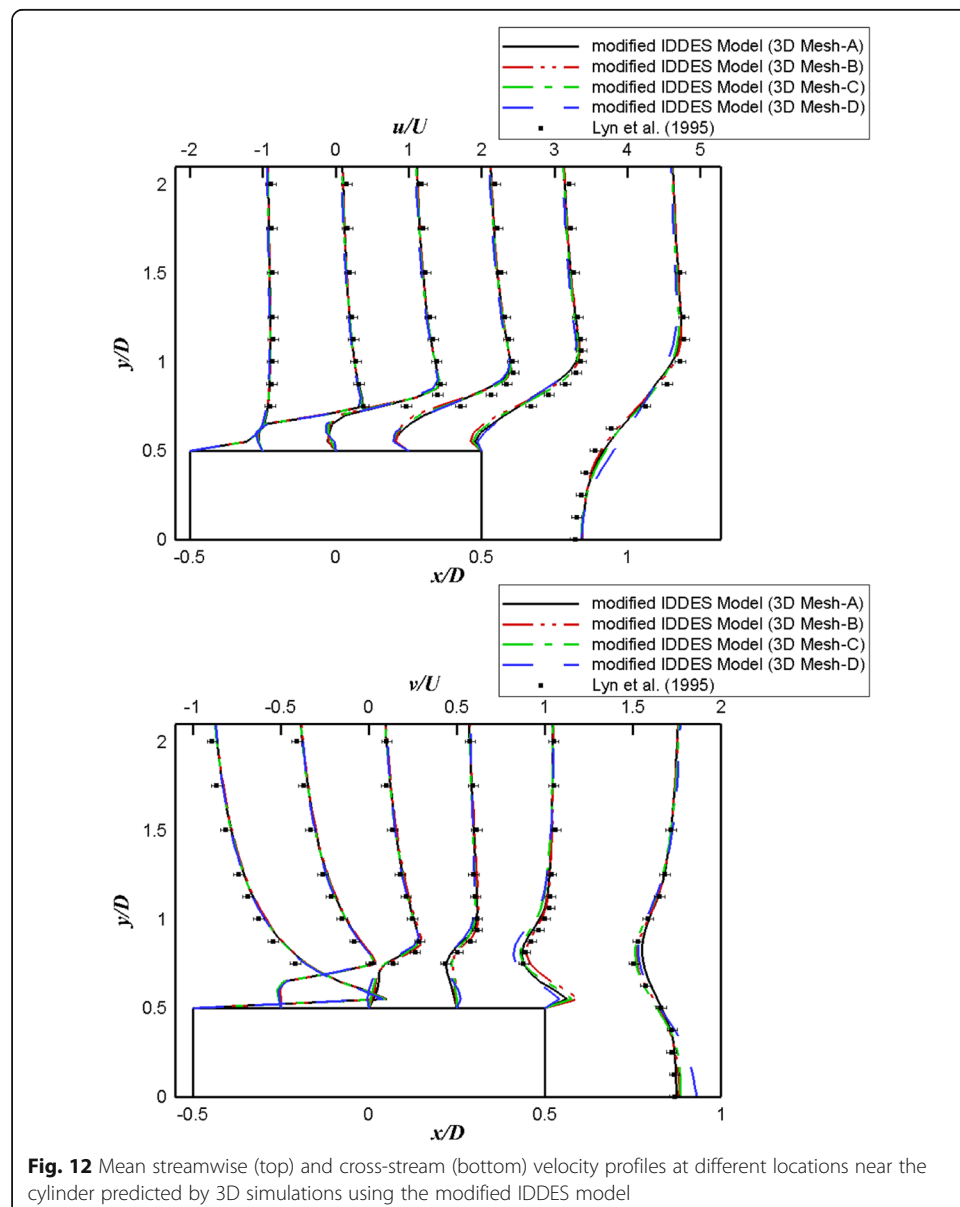 modified IDDES Model (3D Mesh-A)
modified IDDES Model (3D Mesh-B)
modified IDDES Model (3D Mesh-C)
modified IDDES Model (3D Mesh-D)
Lyn et al. (1995)
u/U
-2 -1 0 1 2 3 4 5
2
1.5
y/D
1
0.5
0
-0.5 0 0.5 1
x/D
modified IDDES Model (3D Mesh-A)
modified IDDES Model (3D Mesh-B)
modified IDDES Model (3D Mesh-C)
modified IDDES Model (3D Mesh-D)
Lyn et al. (1995)
v/U
-1 -0.5 0 0.5 1 1.5 2
2
1.5
y/D
1
0.5
0
-0.5 0 0.5 1
x/D
Fig. 12 Mean streamwise (top) and cross-stream (bottom) velocity profiles at different locations near the
cylinder predicted by 3D simulations using the modified IDDES model